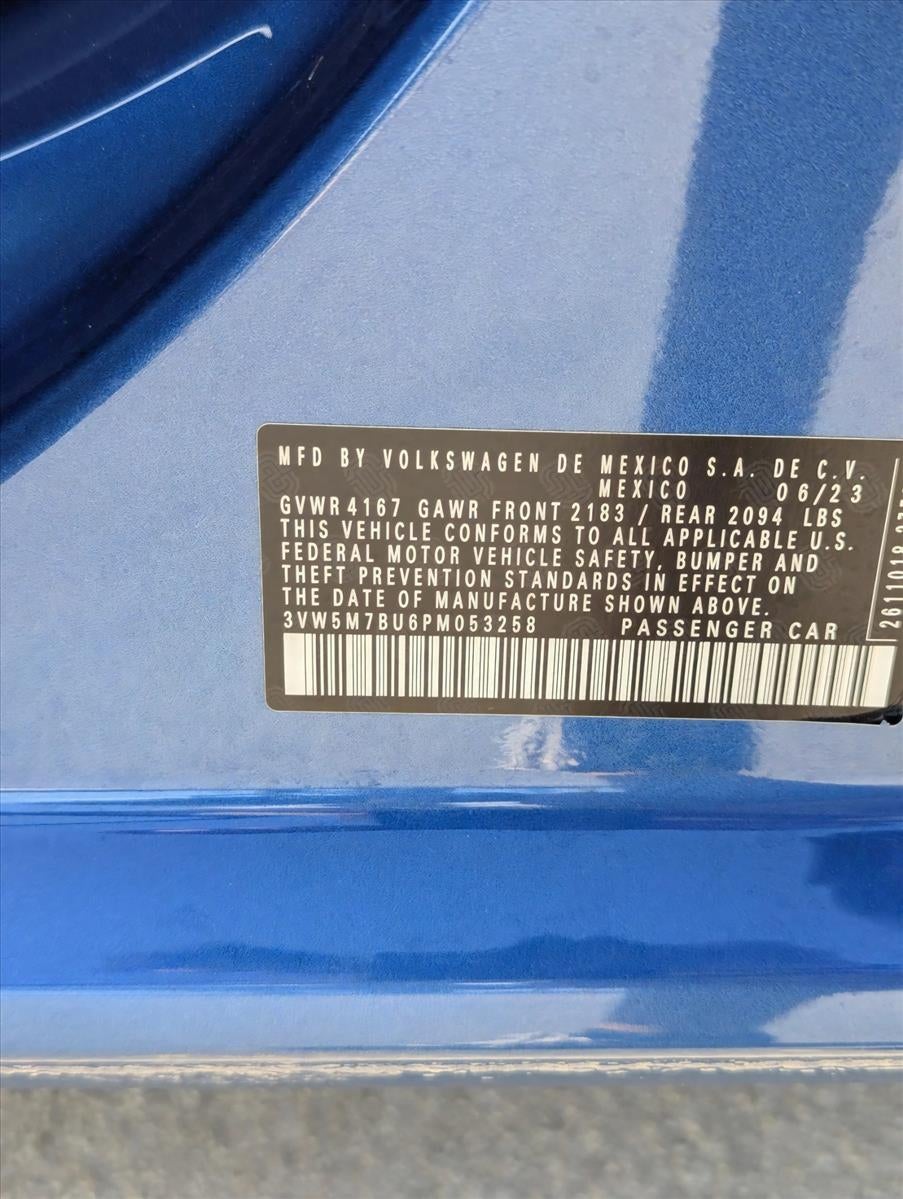 MFD BY VOLKSWAGEN DE MEXICO S.A. DE C.V.
MEXICO 06/23
GVWR 4167 GAWR FRONT 2183 / REAR 2094 LBS
THIS VEHICLE CONFORMS TO ALL APPLICABLE U.S.
FEDERAL MOTOR VEHICLE SAFETY, BUMPER AND
THEFT PREVENTION STANDARDS IN EFFECT ON
THE DATE OF MANUFACTURE SHOWN ABOVE.
3VW5M7BU6PM053258 PASSENGER CAR
2611018